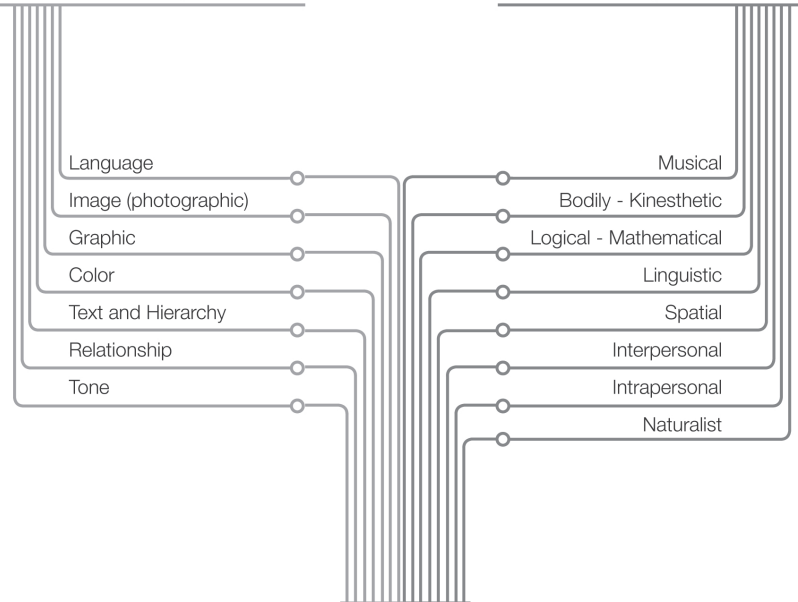 Language
Image (photographic)
Graphic
Color
Text and Hierarchy
Relationship
Tone
Musical
Bodily - Kinesthetic
Logical - Mathematical
Linguistic
Spatial
Interpersonal
Intrapersonal
Naturalist